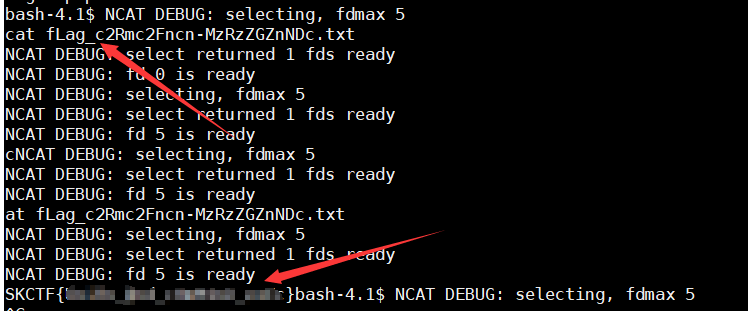 bash-4.1$ NCAT DEBUG: selecting, fdmax 5
cat fLag_c2Rmc2Fncn-MzRzZGZnNDc.txt
NCAT DEBUG: select returned 1 fds ready
NCAT DEBUG: fd 0 is ready
NCAT DEBUG: selecting, fdmax 5
NCAT DEBUG: select returned 1 fds ready
NCAT DEBUG: fd 5 is ready
cNCAT DEBUG: selecting, fdmax 5
NCAT DEBUG: select returned 1 fds ready
NCAT DEBUG: fd 5 is ready
at fLag_c2Rmc2Fncn-MzRzZGZnNDc.txt
NCAT DEBUG: selecting, fdmax 5
NCAT DEBUG: select returned 1 fds ready
NCAT DEBUG: fd 5 is ready
SKCTF{ }bash-4.1$ NCAT DEBUG: selecting, fdmax 5